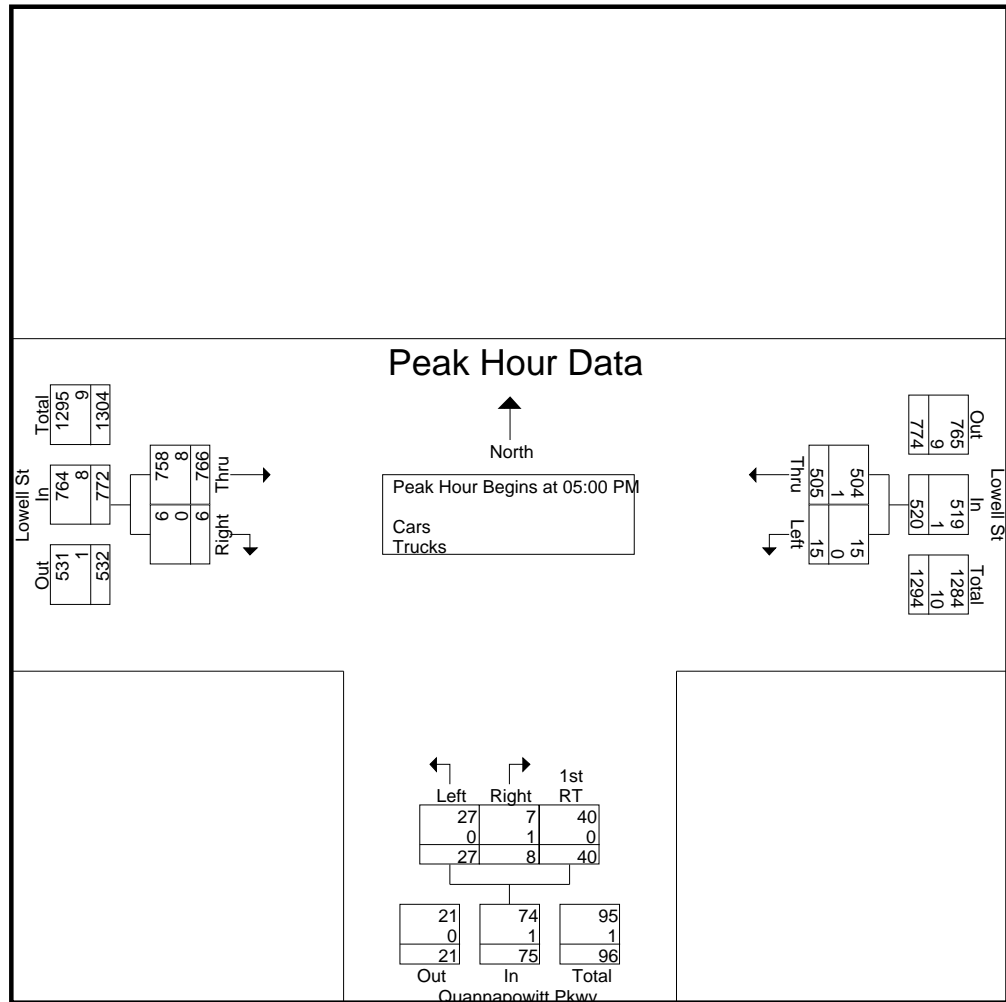 Peak Hour Data
North
Peak Hour Begins at 05:00 PM
Cars
Trucks
Lowell St
Total
1295
9
1304
In
764
8
772
Out
531
1
532
Thru
758
8
766
Right
6
0
6
Lowell St
Out
765
9
774
In
519
1
520
Total
1284
10
1294
Thru
504
1
505
Left
15
0
15
1st
Left Right RT
27 7 40
0 1 0
27 8 40
21 74 95
0 1 1
21 75 96
Out In Total
Quannapowitt Pkwy